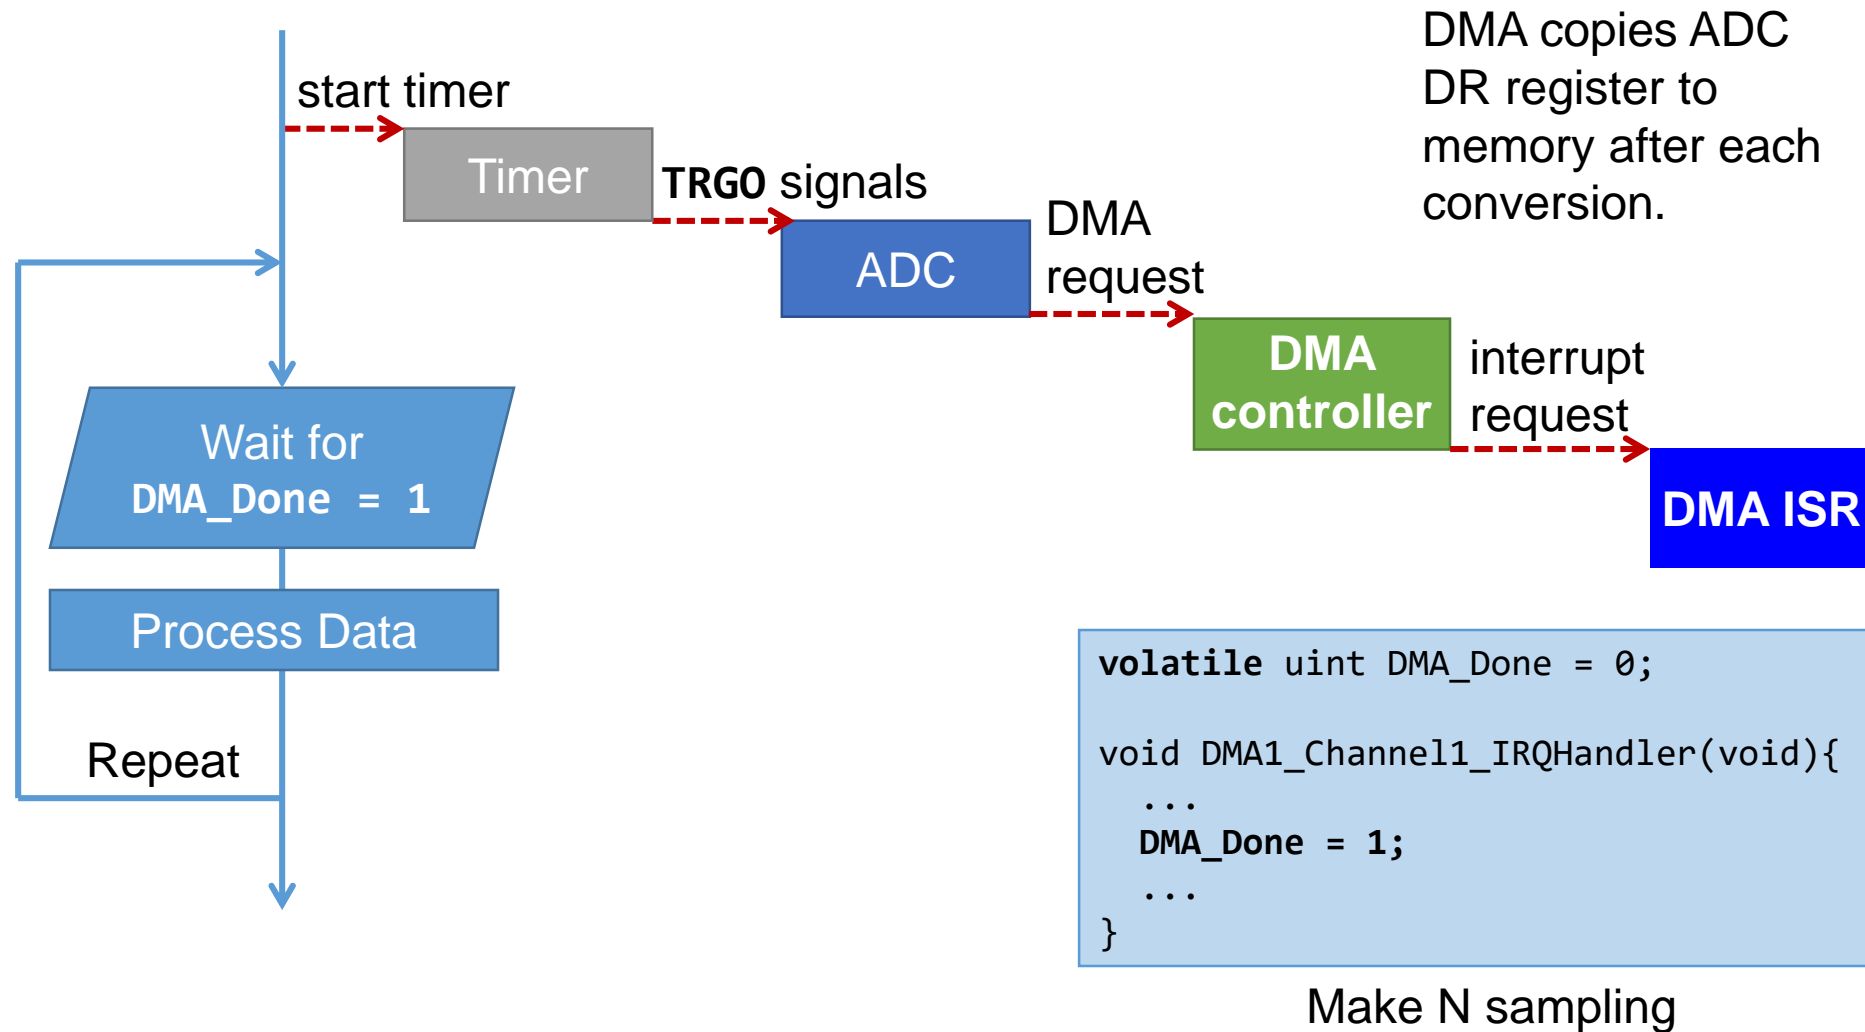 DMA copies ADC
DR register to
memory after each
conversion.
start timer
Timer
TRGO signals
ADC
DMA
request
DMA
controller
interrupt
request
DMA ISR
Wait for
DMA_Done = 1
Process Data
Repeat
volatile uint DMA_Done = 0;
void DMA1_Channel1_IRQHandler(void){
...
DMA_Done = 1;
...
}
Make N sampling